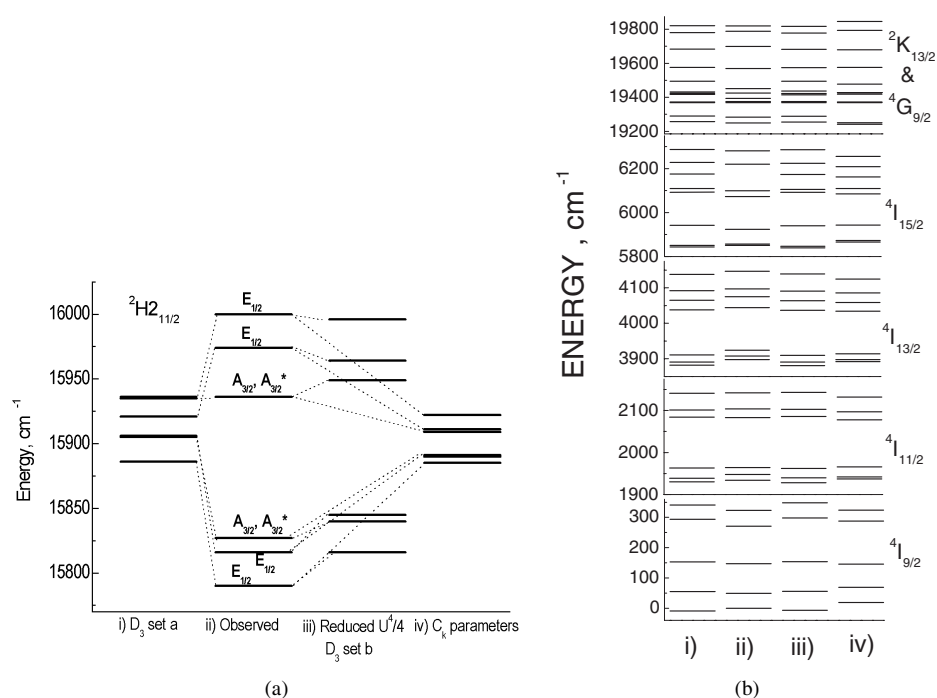 ²H2₁₁/₂
E₁/₂
E₁/₂
A₃/₂, A₃/₂*
A₃/₂, A₃/₂*
E₁/₂
E₁/₂
16000
15950
15900
15850
15800
Energy, cm⁻¹
i) D₃ set a
ii) Observed
iii) Reduced U⁴/4
D₃ set b
iv) Cₖ parameters
(a)
b)
19800
19600
19400
19200
²K₁₃/₂
&
⁴G₉/₂
6200
6000
5800
⁴I₁₅/₂
4100
4000
3900
⁴I₁₃/₂
2100
2000
1900
⁴I₁₁/₂
300
200
100
0
⁴I₉/₂
ENERGY, cm⁻¹
i)
ii)
iii)
iv)
(b)